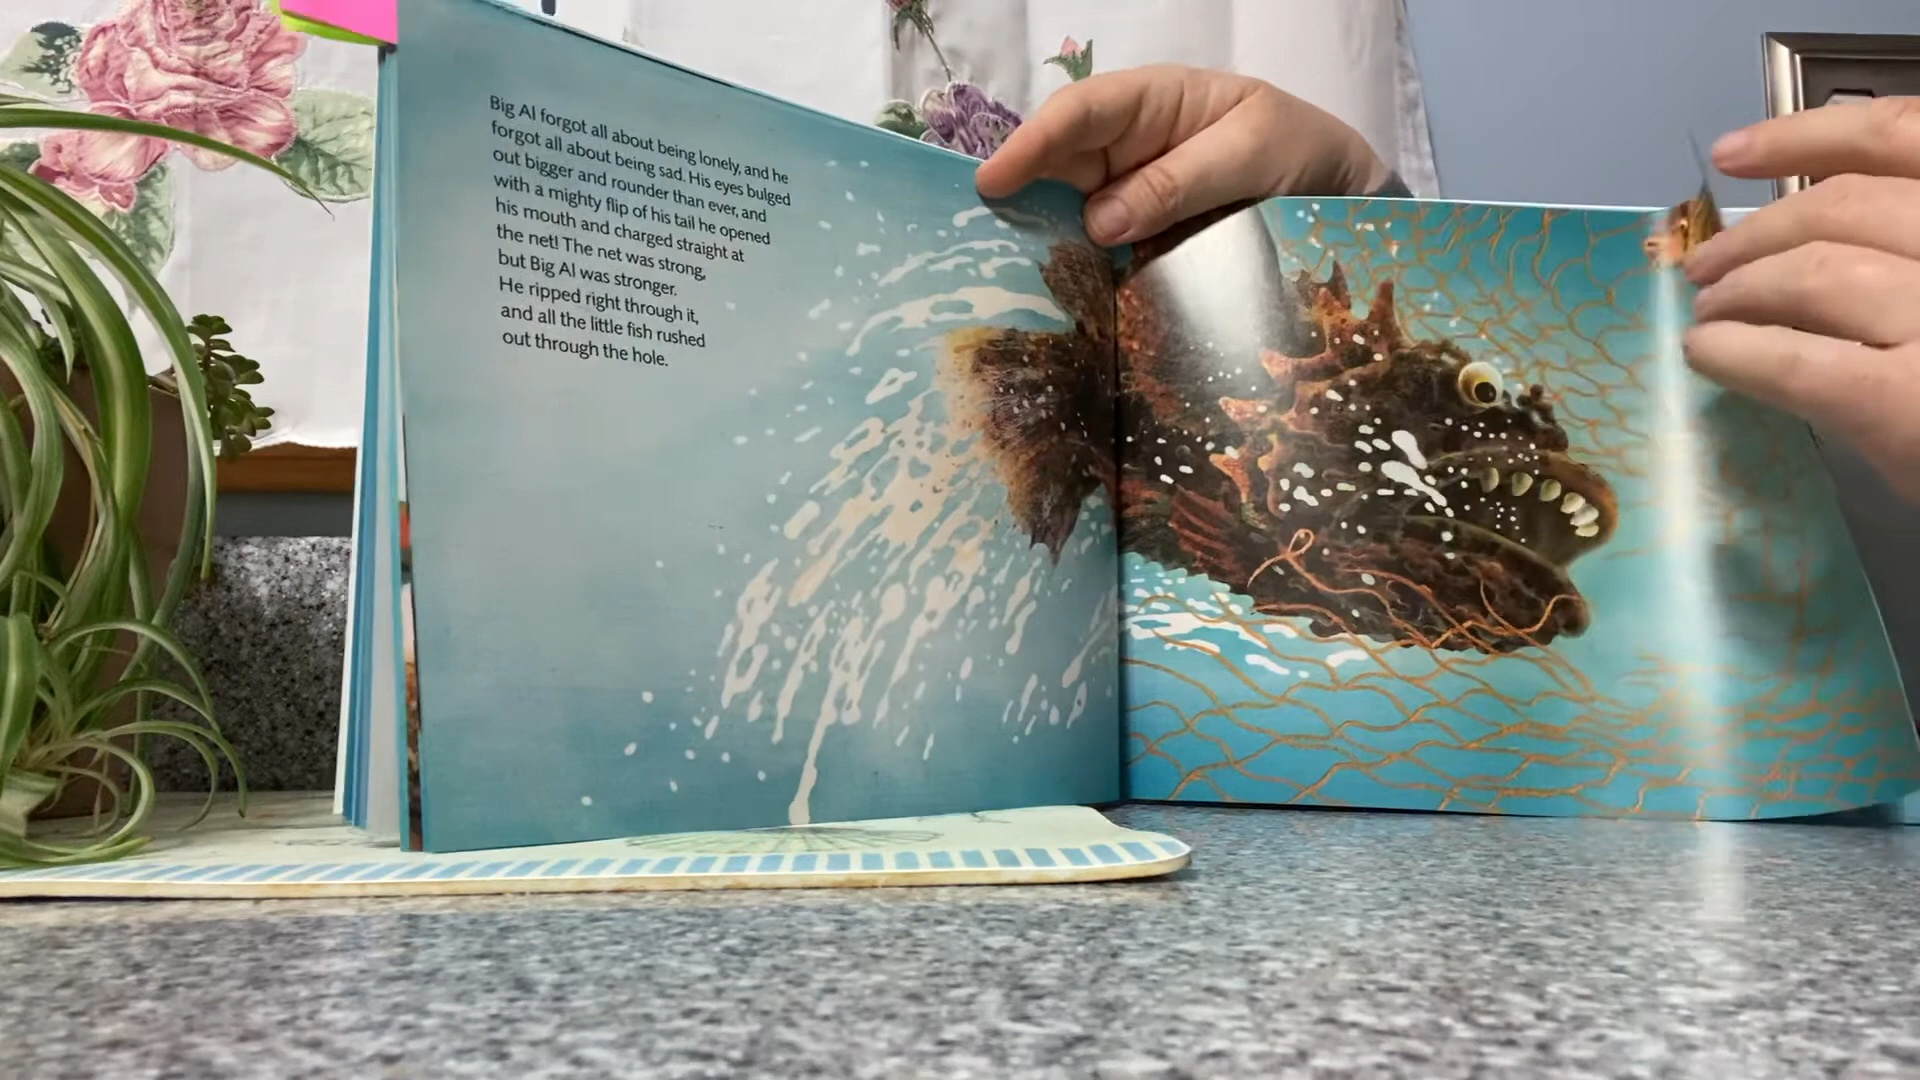 Big Al forgot all about being lonely, and he
forgot all about being sad. His eyes bulged
out bigger and rounder than ever, and
with a mighty flip of his tail he opened
his mouth and charged straight at
the net! The net was strong,
but Big Al was stronger.
He ripped right through it,
and all the little fish rushed
out through the hole.